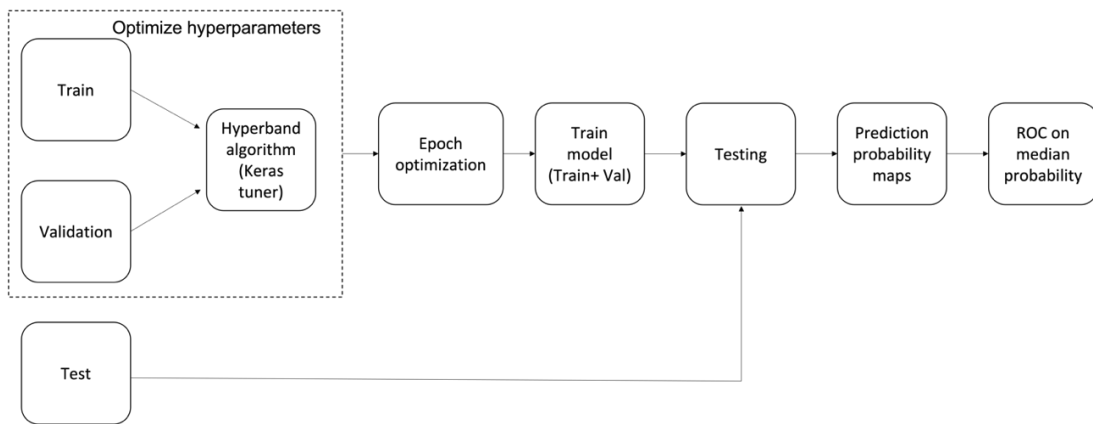 Optimize hyperparameters
Train
Validation
Hyperband
algorithm
(Keras
tuner)
Epoch
optimization
Train
model
(Train+ Val)
Testing
Prediction
probability
maps
ROC on
median
probability
Test